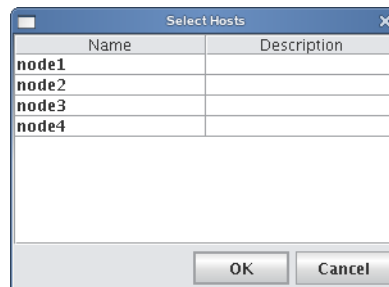 Select Hosts
Name Description
node1
node2
node3
node4
OK Cancel